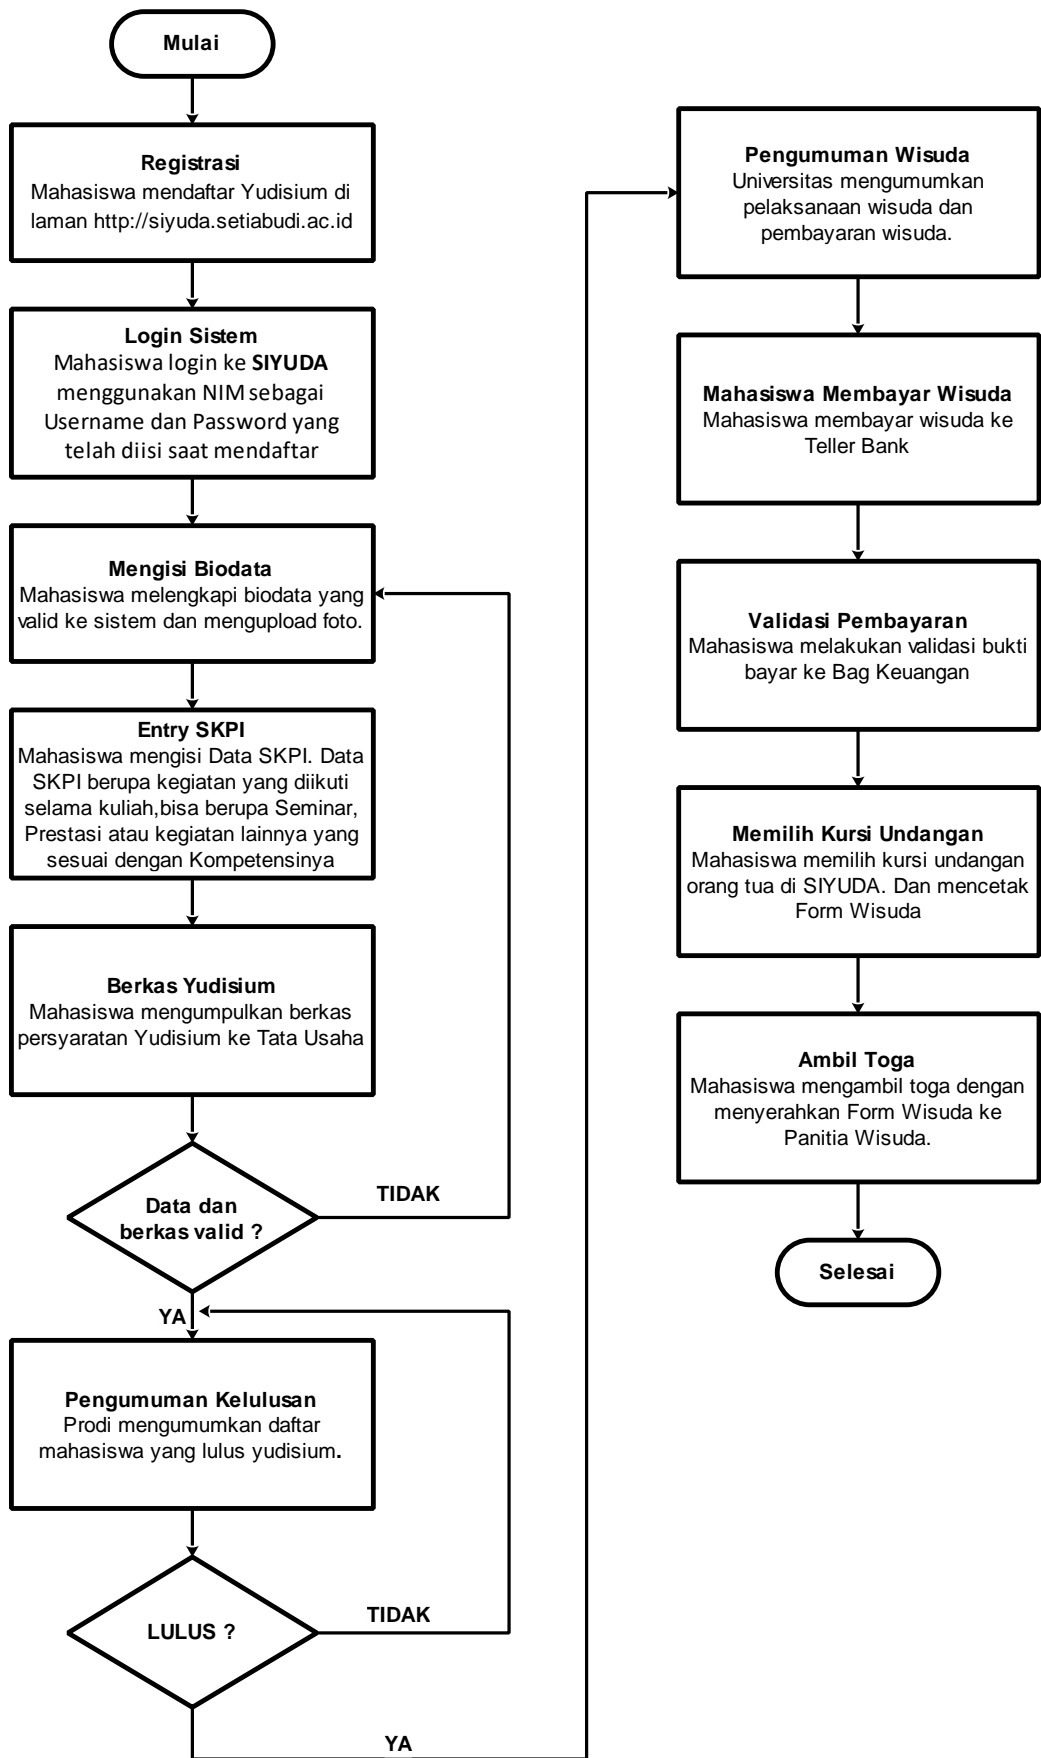 Mulai
Registrasi
Mahasiswa mendaftar Yudisium di
laman http://siyuda.setiabudi.ac.id
Login Sistem
Mahasiswa login ke SIYUDA
menggunakan NIM sebagai
Username dan Password yang
telah diisi saat mendaftar
Mengisi Biodata
Mahasiswa melengkapi biodata yang
valid ke sistem dan mengupload foto.
Entry SKPI
Mahasiswa mengisi Data SKPI. Data
SKPI berupa kegiatan yang diikuti
selama kuliah,bisa berupa Seminar,
Prestasi atau kegiatan lainnya yang
sesuai dengan Kompetensinya
Berkas Yudisium
Mahasiswa mengumpulkan berkas
persyaratan Yudisium ke Tata Usaha
Data dan
berkas valid ?
TIDAK
YA
Pengumuman Kelulusan
Prodi mengumumkan daftar
mahasiswa yang lulus yudisium.
LULUS ?
TIDAK
YA
Pengumuman Wisuda
Universitas mengumumkan
pelaksanaan wisuda dan
pembayaran wisuda.
Mahasiswa Membayar Wisuda
Mahasiswa membayar wisuda ke
Teller Bank
Validasi Pembayaran
Mahasiswa melakukan validasi bukti
bayar ke Bag Keuangan
Memilih Kursi Undangan
Mahasiswa memilih kursi undangan
orang tua di SIYUDA. Dan mencetak
Form Wisuda
Ambil Toga
Mahasiswa mengambil toga dengan
menyerahkan Form Wisuda ke
Panitia Wisuda.
Selesai